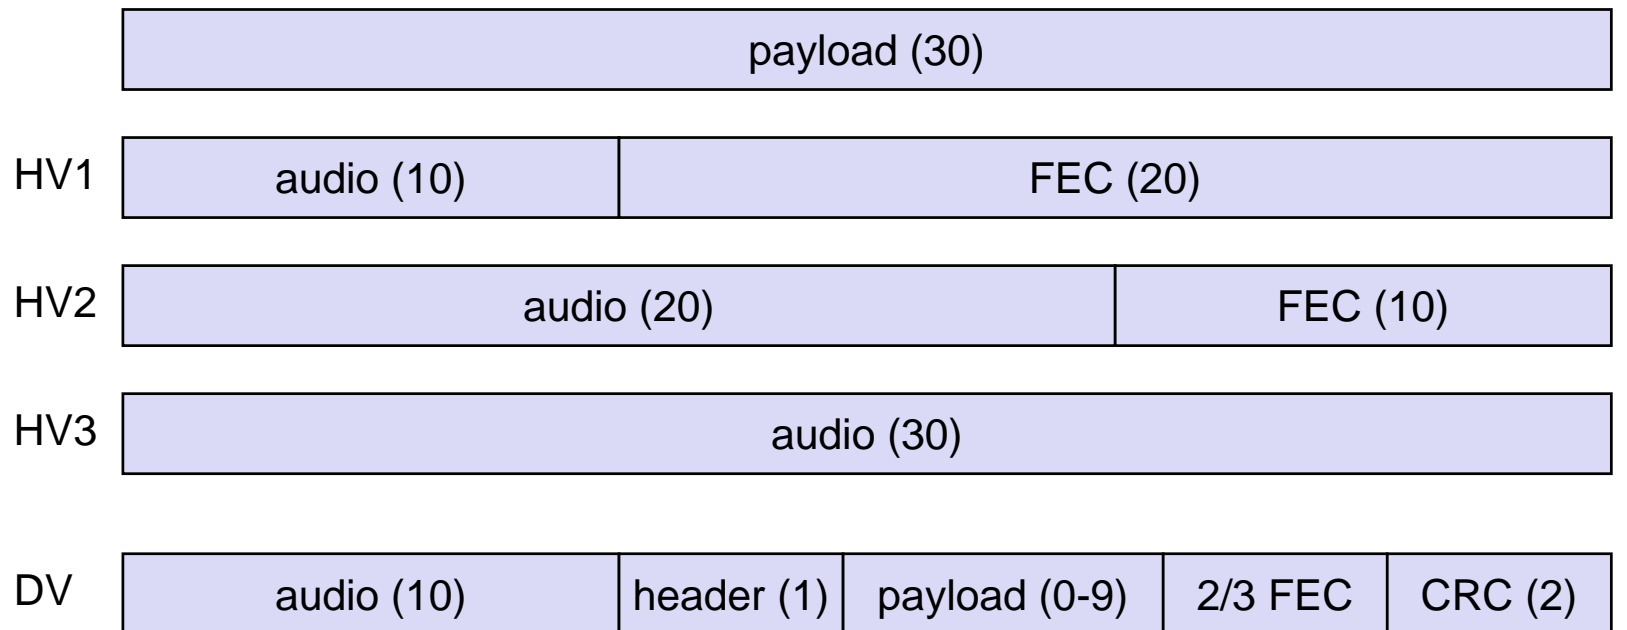 payload (30)
HV1 audio (10) FEC (20)
HV2 audio (20) FEC (10)
HV3 audio (30)
DV audio (10) header (1) payload (0-9) 2/3 FEC CRC (2)